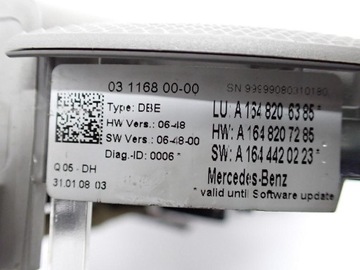 03 1168 00-00
SN 99999080310180
Type: DBE
LU: A 164 820 63 85 *
HW Vers.: 06-48
HW: A 164 820 72 85
SW Vers.: 06-48-00
SW: A 164 442 02 23 *
Diag.-ID: 0006 *
Mercedes-Benz
Q 05 - DH
* valid until Software update
31.01.08 03